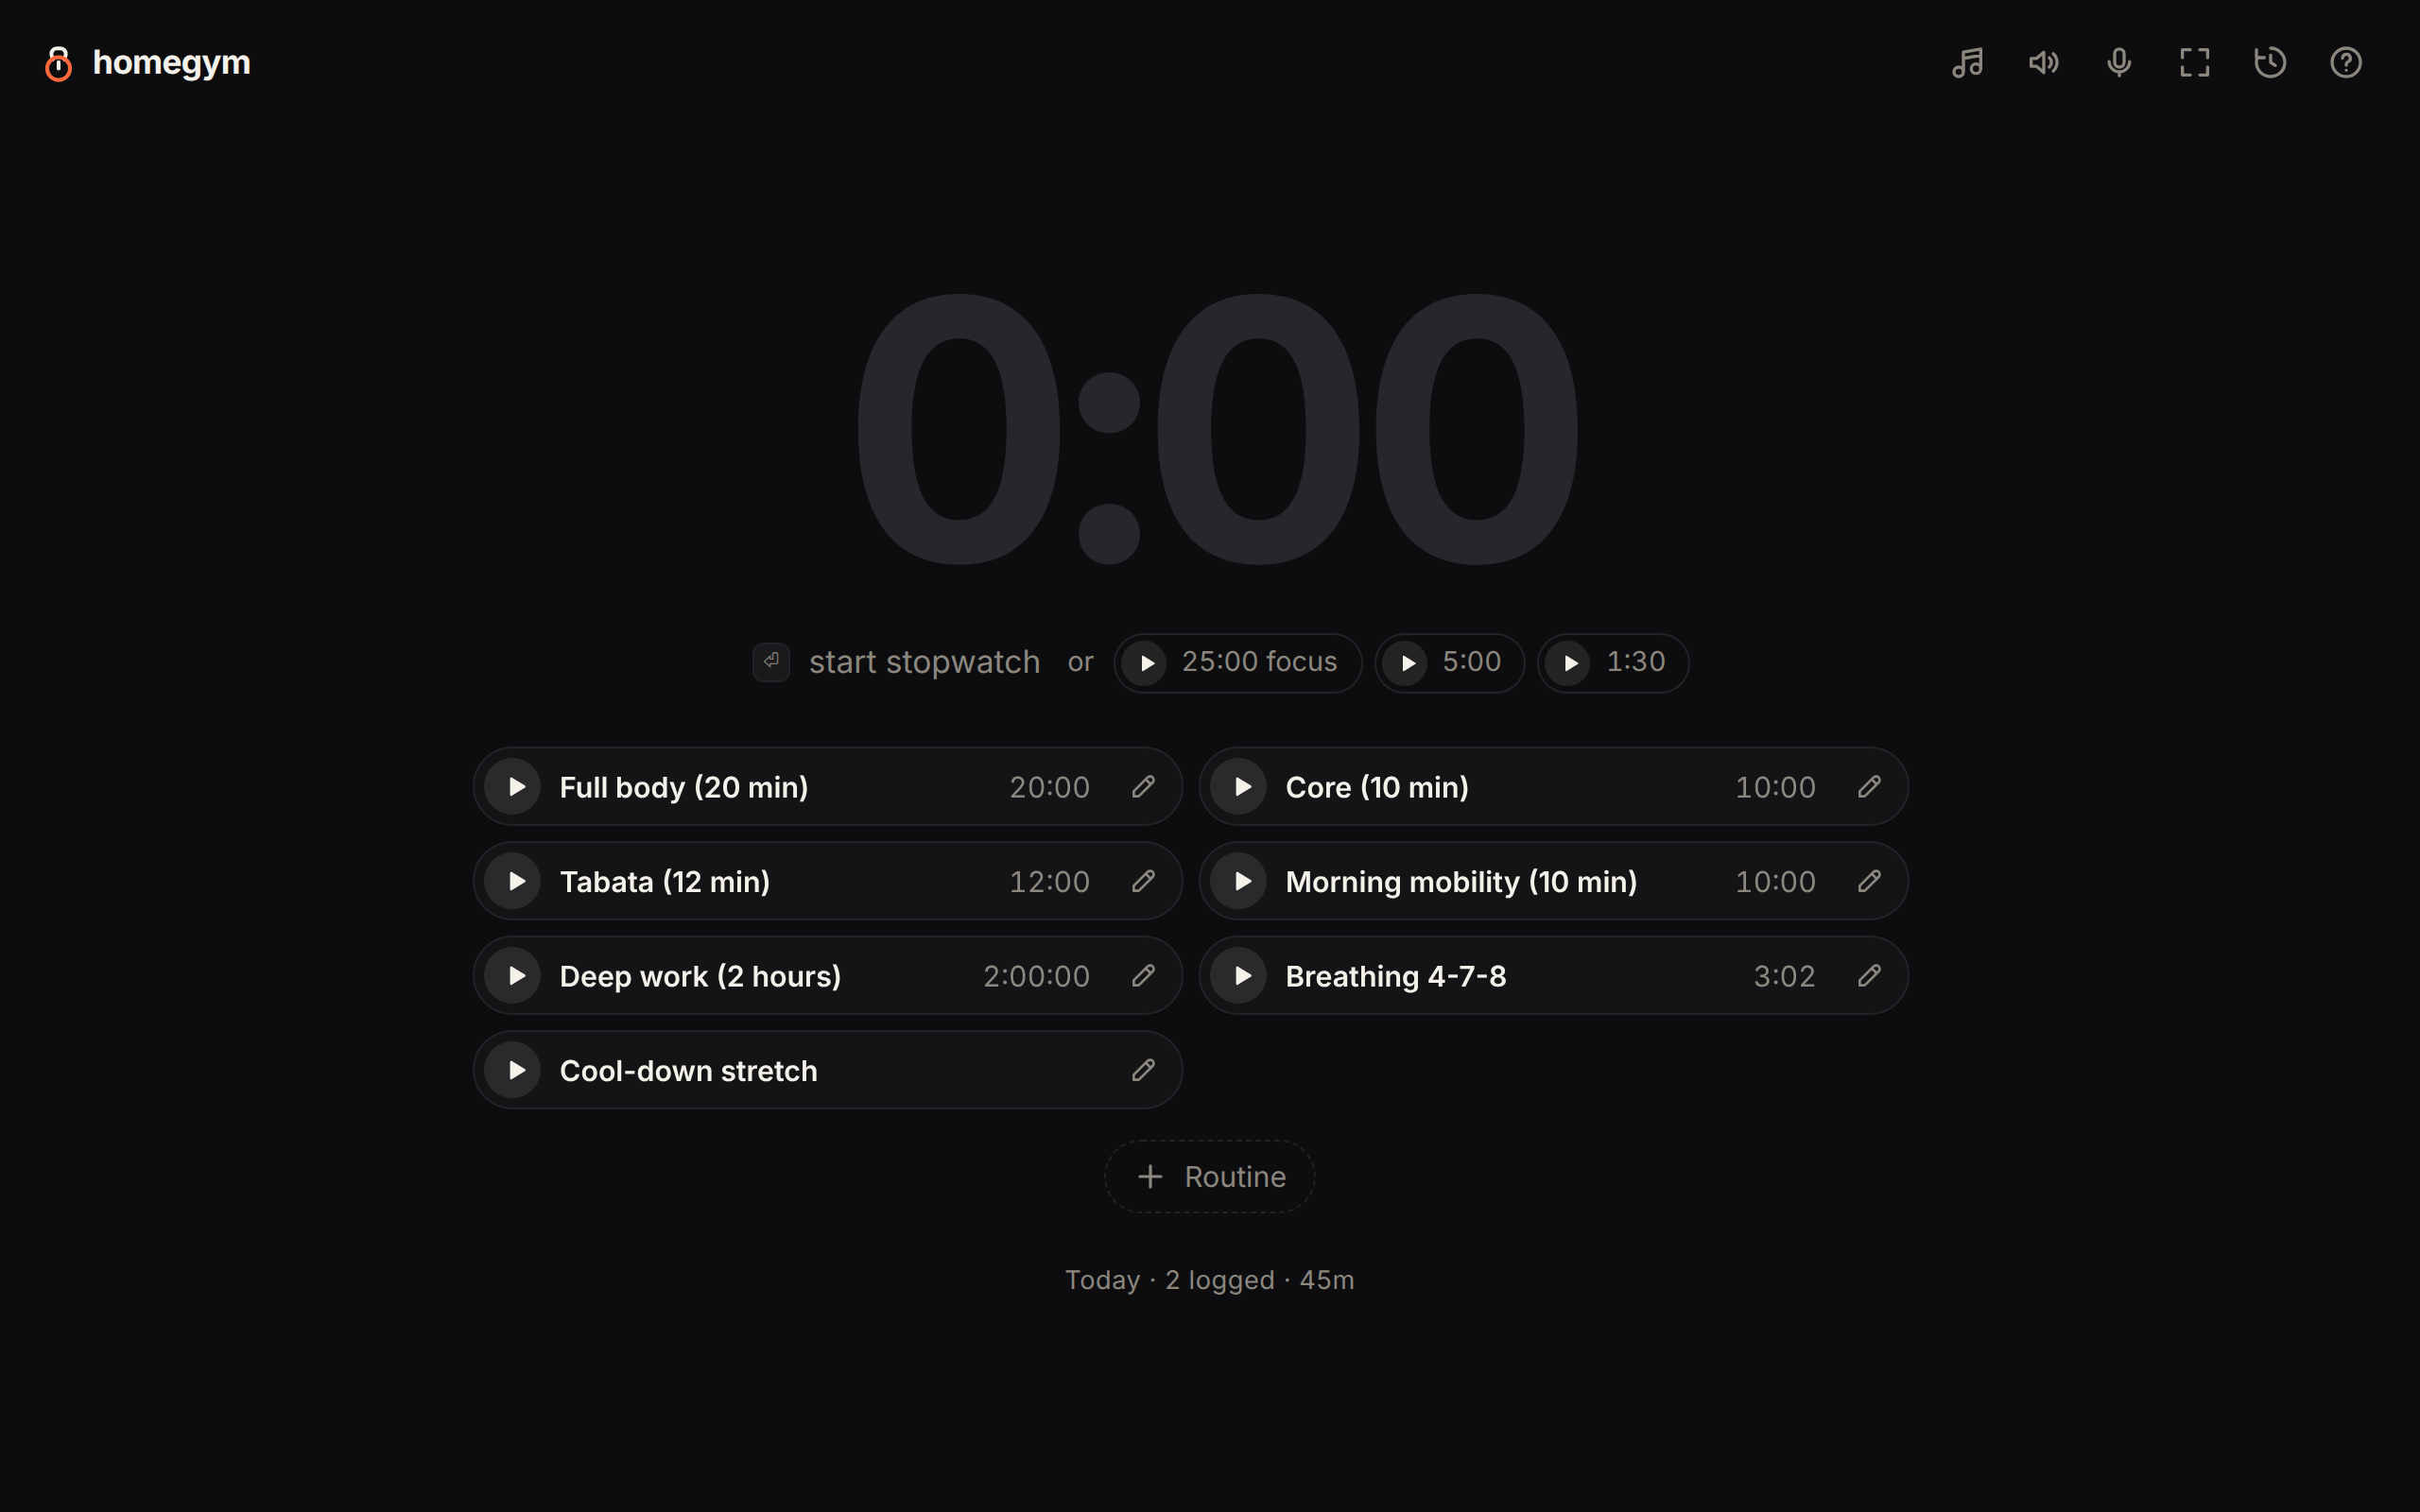 homegym
0:00
start stopwatch or 25:00 focus 5:00 1:30
Full body (20 min) 20:00
Core (10 min) 10:00
Tabata (12 min) 12:00
Morning mobility (10 min) 10:00
Deep work (2 hours) 2:00:00
Breathing 4-7-8 3:02
Cool-down stretch
Routine
Today · 2 logged · 45m